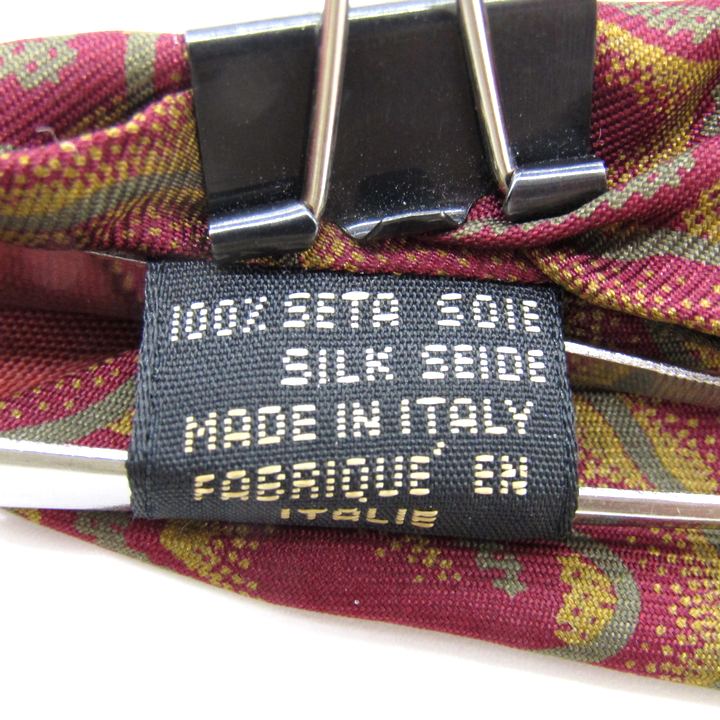 100% SETA SOIE
SILK SEIDE
MADE IN ITALY
FABRIQUE' EN
ITALIE